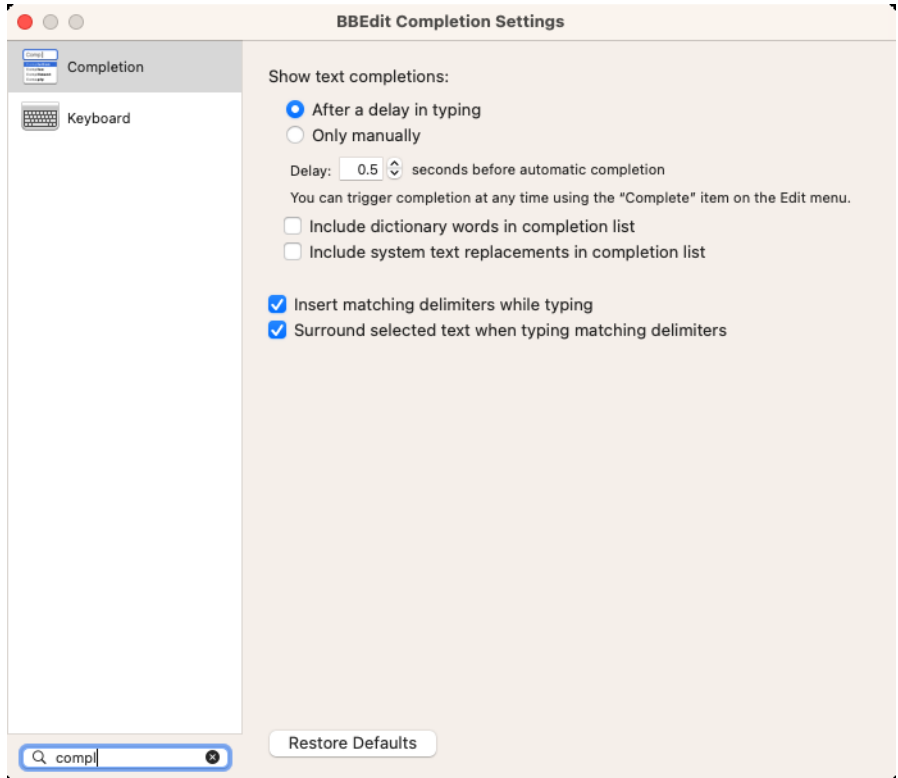 BBEdit Completion Settings
Completion
Keyboard
Show text completions:
After a delay in typing
Only manually
Delay: 0.5 seconds before automatic completion
You can trigger completion at any time using the “Complete” item on the Edit menu.
Include dictionary words in completion list
Include system text replacements in completion list
Insert matching delimiters while typing
Surround selected text when typing matching delimiters
Restore Defaults
compl